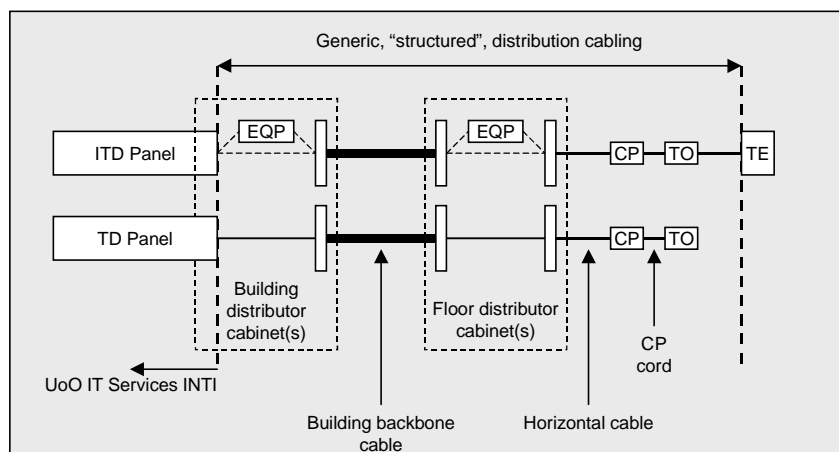 Generic, “structured”, distribution cabling
ITD Panel
EQP
EQP
CP
TO
TE
TD Panel
CP
TO
Building
distributor
cabinet(s)
Floor distributor
cabinet(s)
CP
cord
UoO IT Services INTI
Building backbone
cable
Horizontal cable